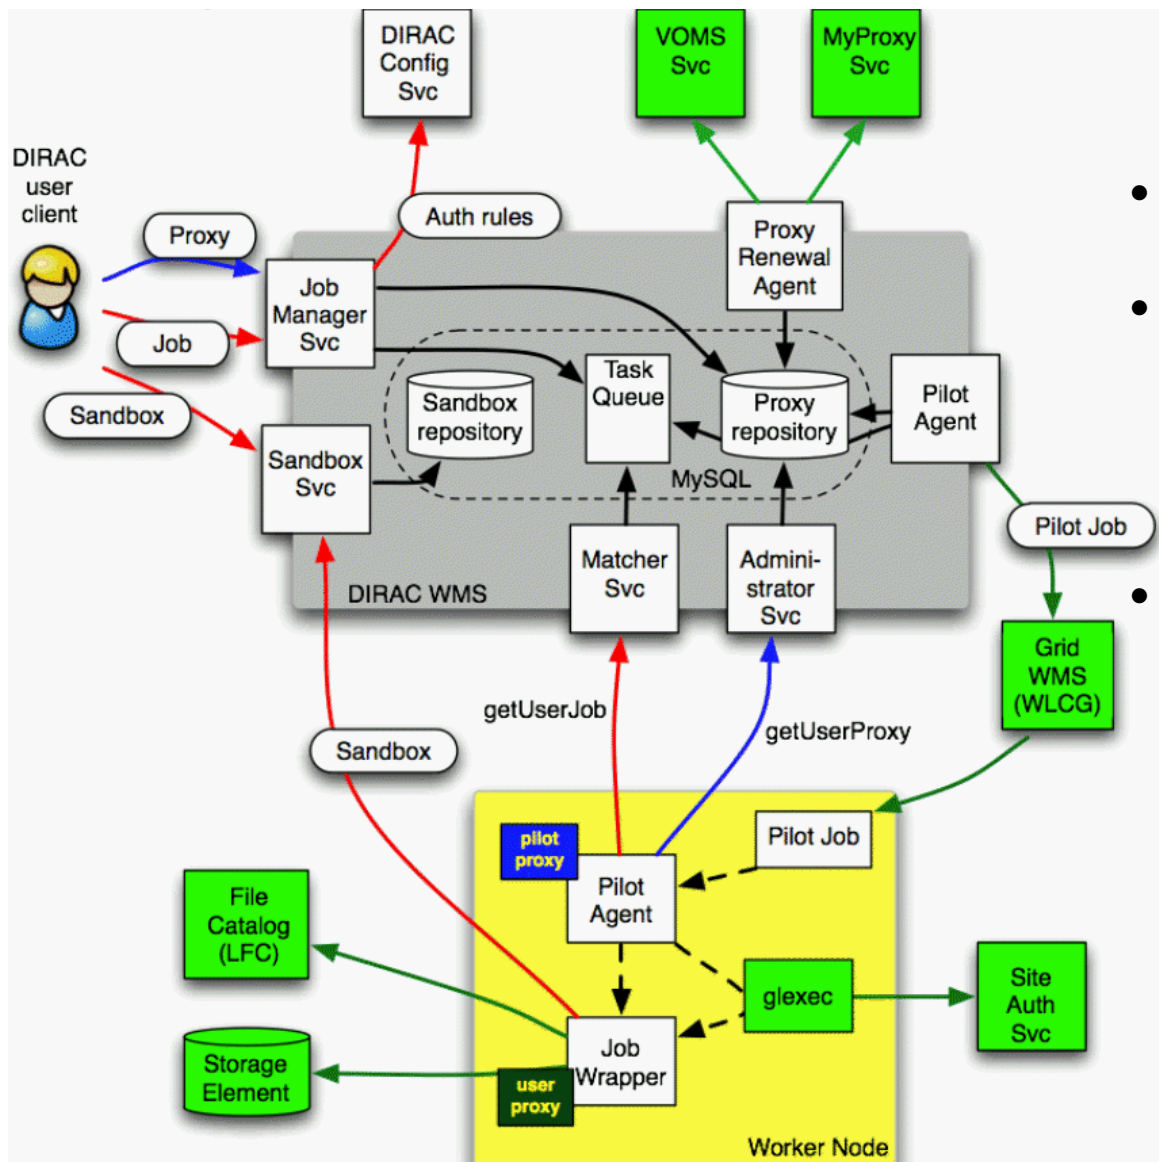 DIRAC
Config
Svc
VOMS
Svc
MyProxy
Svc
DIRAC
user
client
Proxy
Auth rules
Proxy
Renewal
Agent
Job
Manager
Svc
Job
Sandbox
Sandbox
repository
Task
Queue
Proxy
repository
Pilot
Agent
MySQL
Sandbox
Svc
Pilot Job
Matcher
Svc
Admini-
strator
Svc
DIRAC WMS
Grid
WMS
(WLCG)
getUserJob
getUserProxy
Sandbox
Pilot Job
pilot
proxy
Pilot
Agent
File
Catalog
(LFC)
glexec
Site
Auth
Svc
Storage
Element
Job
Wrapper
user
proxy
Worker Node